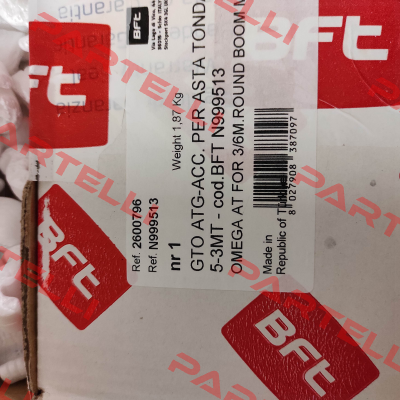 BFT
Ref. 2600796
Ref. N999513
Weight 1,87 Kg
nr 1
GTO ATG-ACC. PER ASTA TONDA
5-3MT - cod.BFT N999513
OMEGA AT FOR 3/6M.ROUND BOOM
8 027908 387097
Made in
Republic of
BFT
BFT
PARTELLI
PARTELLI
PARTELLI